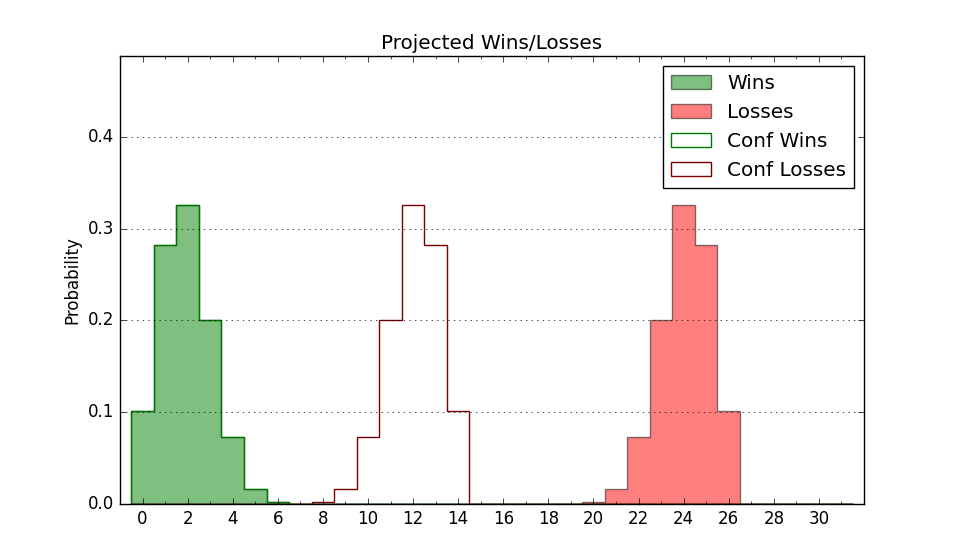 Projected Wins/Losses
Wins
Losses
Conf Wins
Conf Losses
Probability
0.4
0.3
0.2
0.1
0.0
0 2 4 6 8 10 12 14 16 18 20 22 24 26 28 30